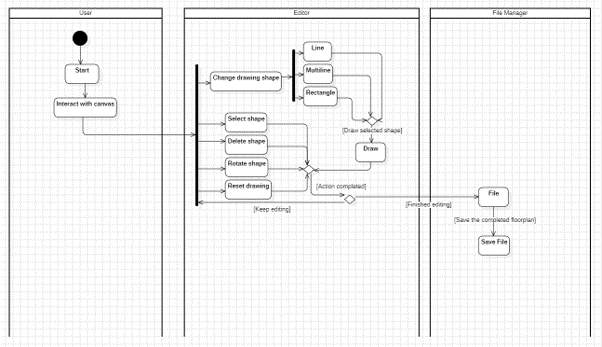 User
Editor
File Manager
Start
Interact with canvas
Change drawing shape
Line
Multiline
Rectangle
[Draw selected shape]
Draw
Select shape
Delete shape
Rotate shape
Reset drawing
[Action completed]
[Keep editing]
[Finished editing]
File
[Save the completed floorplan]
Save File